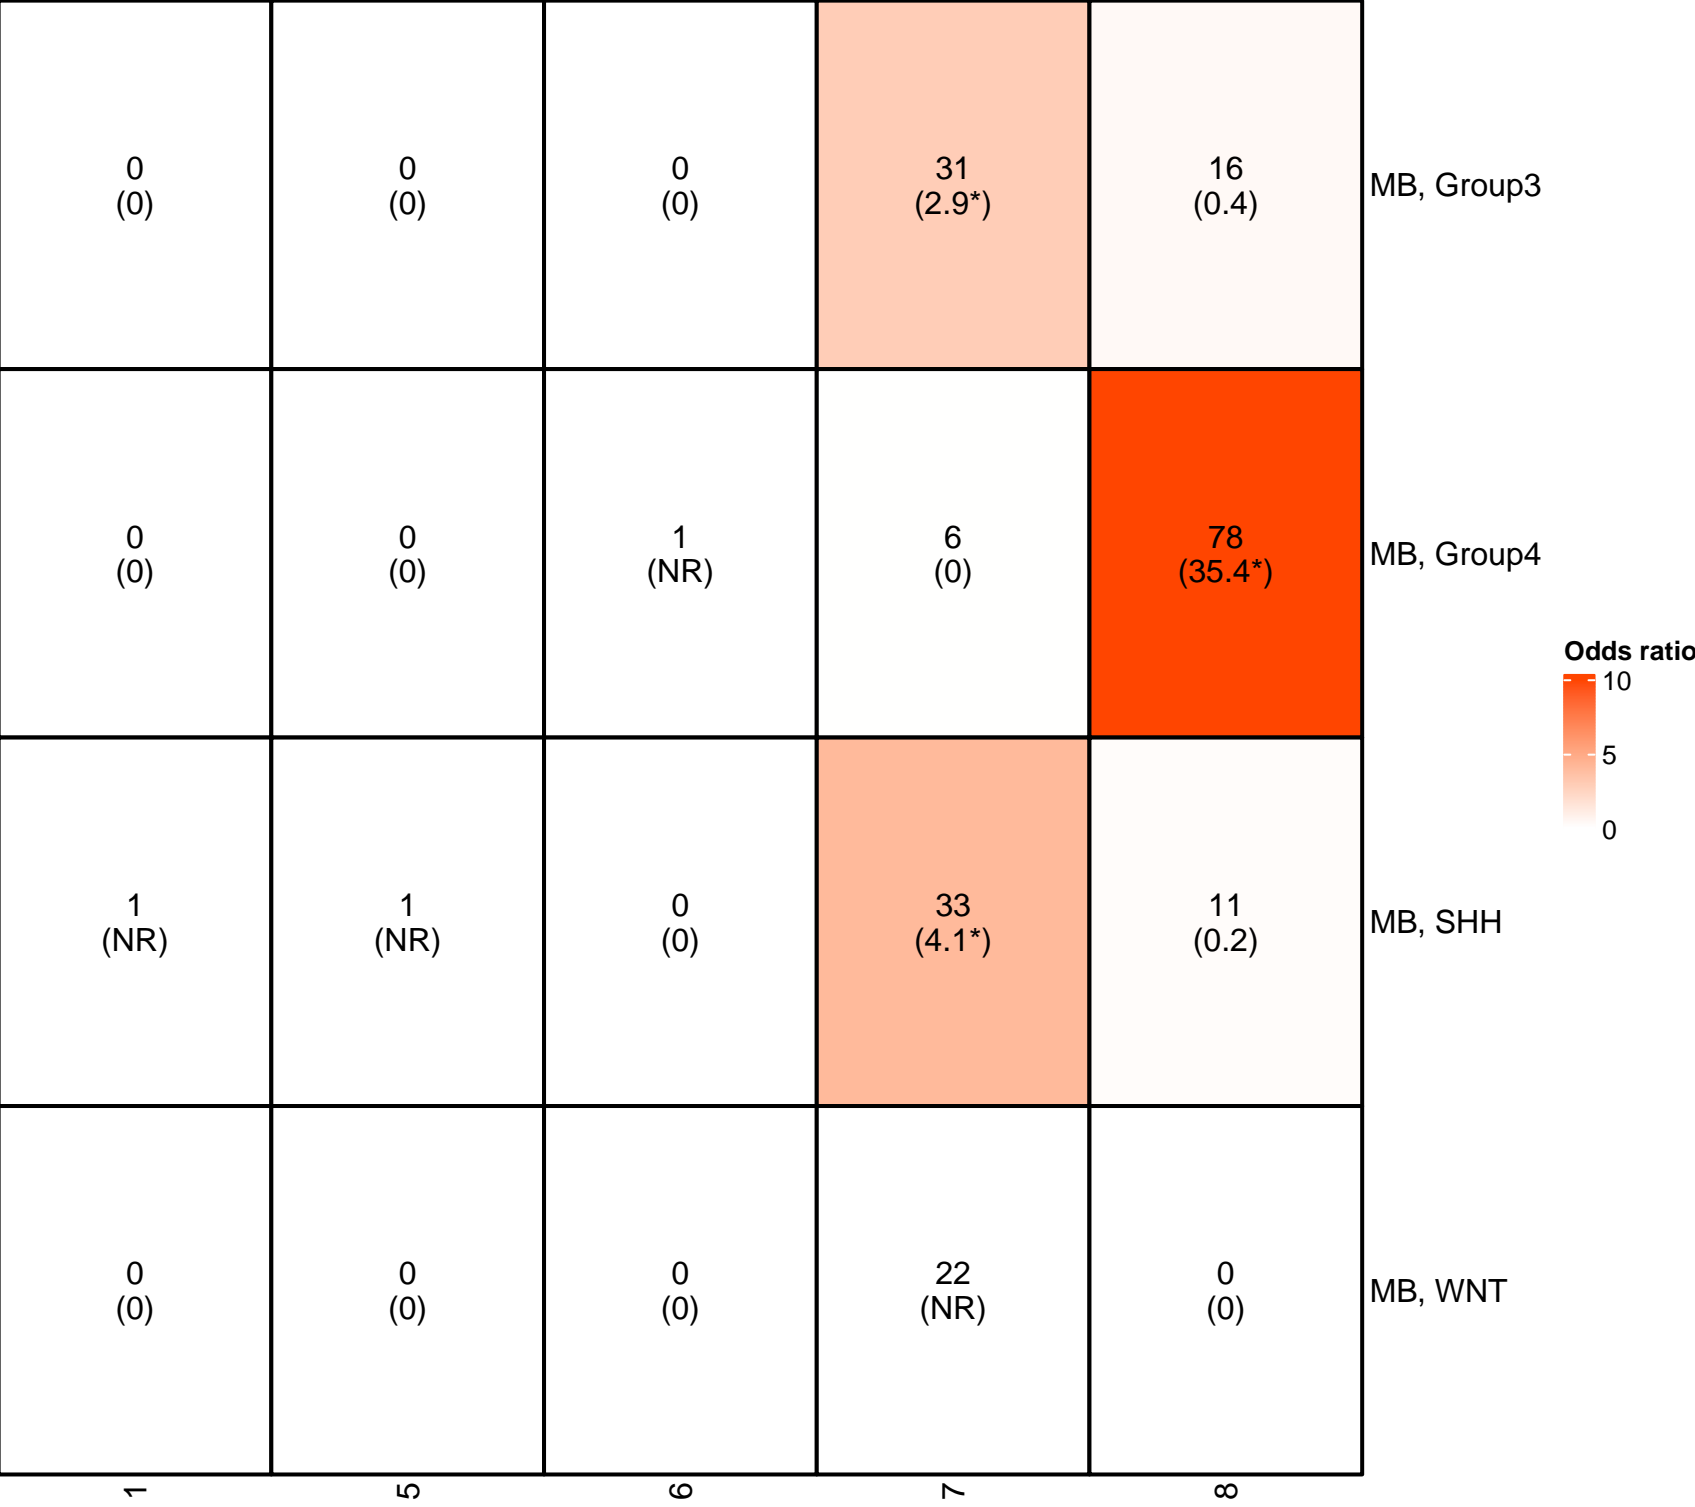 0 0 0 31 16
(0) (0) (0) (2.9*) (0.4)
MB, Group3
0 0 1 6 78
(0) (0) (NR) (0) (35.4*)
MB, Group4
Odds ratio
10
5
0
1 1 0 33 11
(NR) (NR) (0) (4.1*) (0.2)
MB, SHH
0 0 0 22 0
(0) (0) (0) (NR) (0)
MB, WNT
1 5 6 7 8